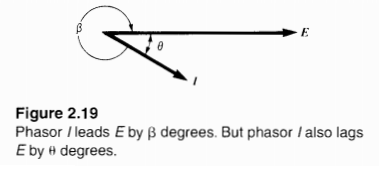 β
E
θ
I
Figure 2.19
Phasor I leads E by β degrees. But phasor I also lags
E by θ degrees.